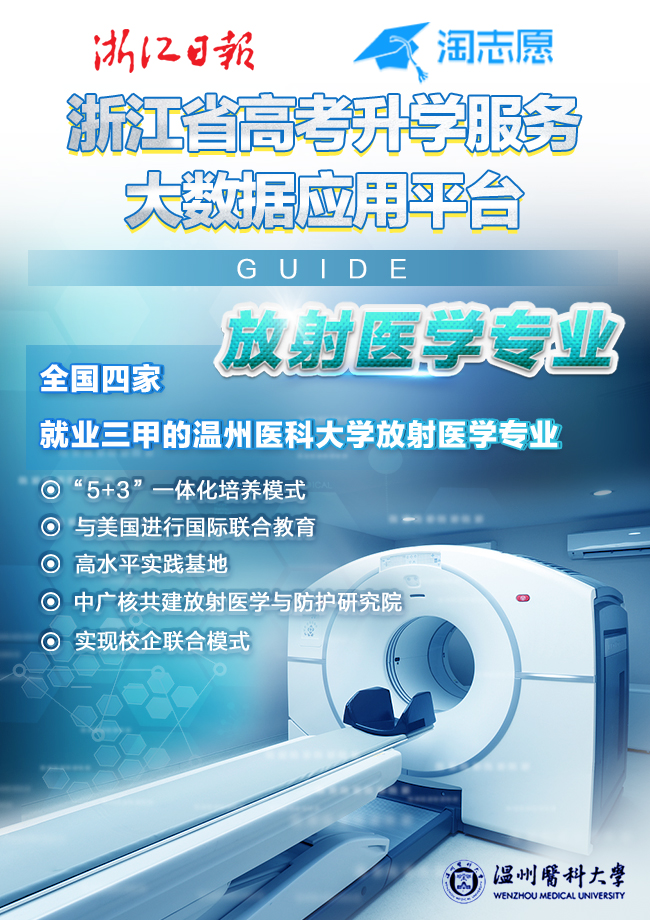 浙江日報
淘志愿
浙江省高考升学服务
大数据应用平台
GUIDE
放射医学专业
全国四家
就业三甲的温州医科大学放射医学专业
“5+3”一体化培养模式
与美国进行国际联合教育
高水平实践基地
中广核共建放射医学与防护研究院
实现校企联合模式
温州醫科大學
WENZHOU MEDICAL UNIVERSITY